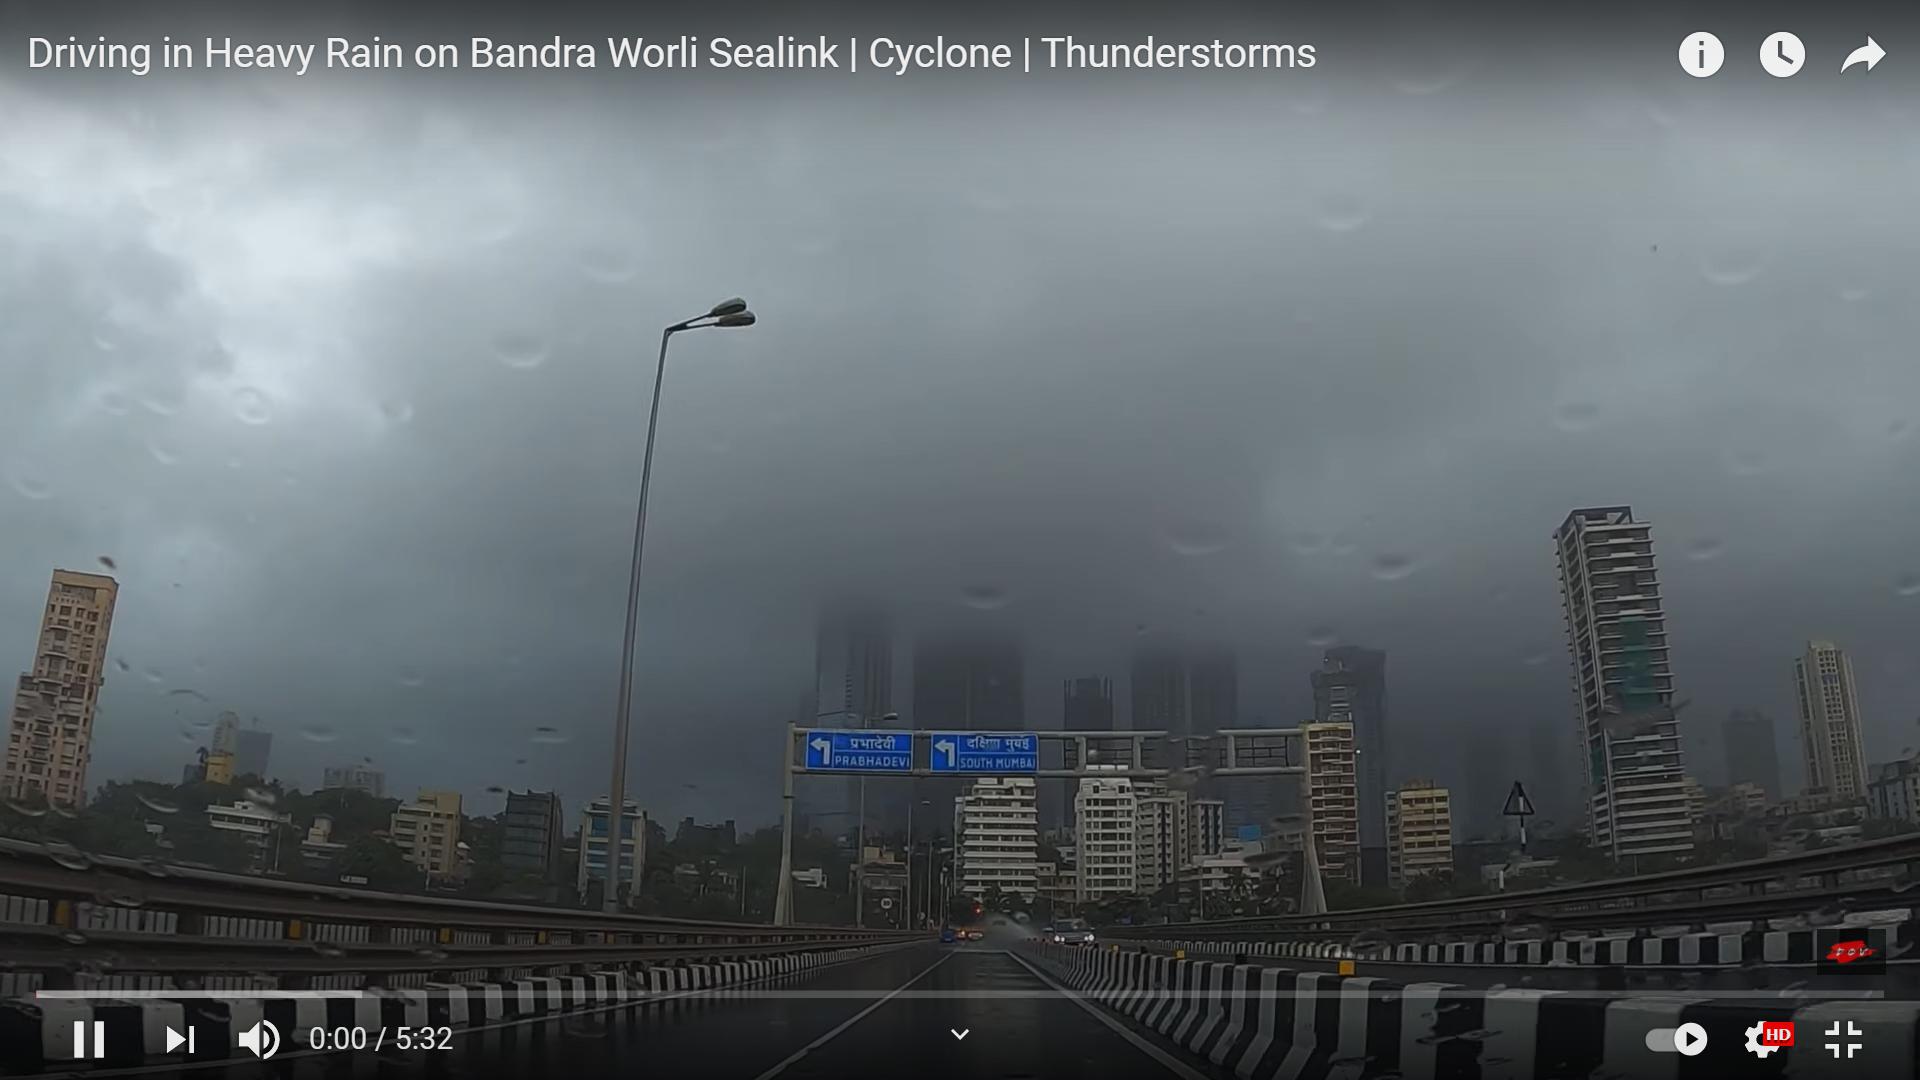 Driving in Heavy Rain on Bandra Worli Sealink | Cyclone | Thunderstorms
प्रभादेवी
PRABHADEVI
दक्षिण मुंबई
SOUTH MUMBAI
0:00 / 5:32
HD